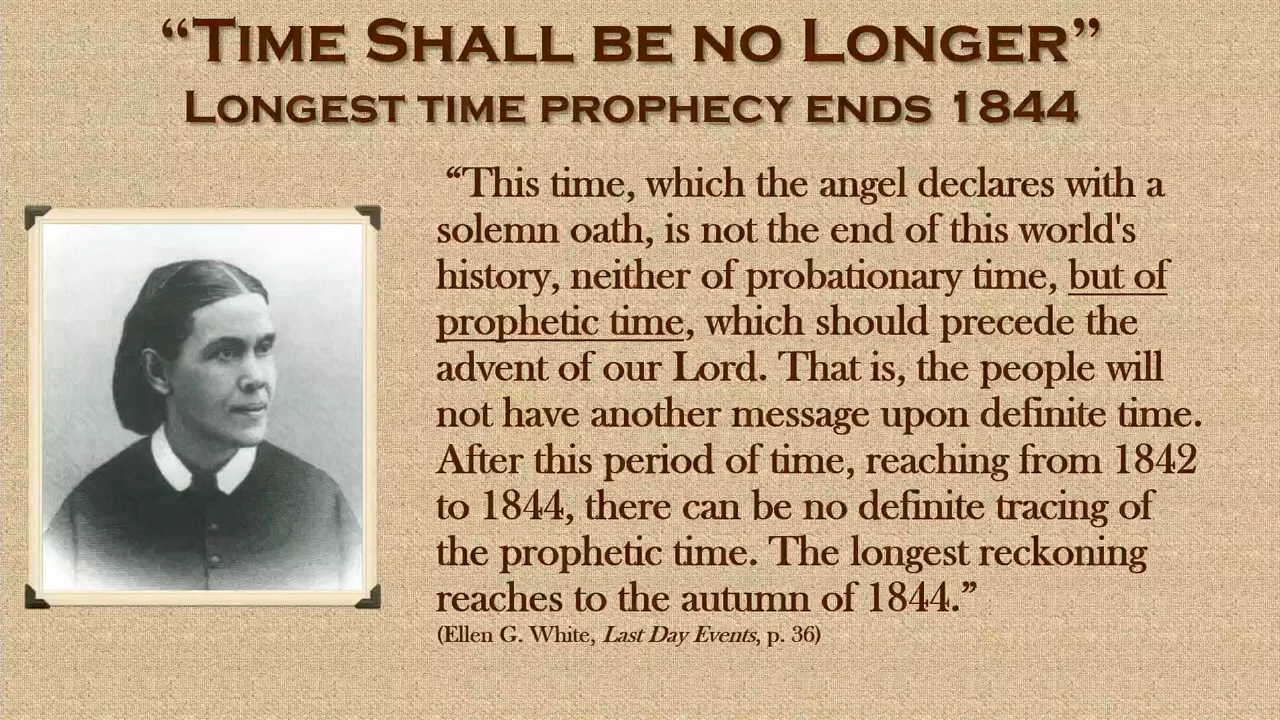 “Time Shall be no Longer”
Longest time prophecy ends 1844
“This time, which the angel declares with a
solemn oath, is not the end of this world's
history, neither of probationary time, but of
prophetic time, which should precede the
advent of our Lord. That is, the people will
not have another message upon definite time.
After this period of time, reaching from 1842
to 1844, there can be no definite tracing of
the prophetic time. The longest reckoning
reaches to the autumn of 1844.”
(Ellen G. White, Last Day Events, p. 36)